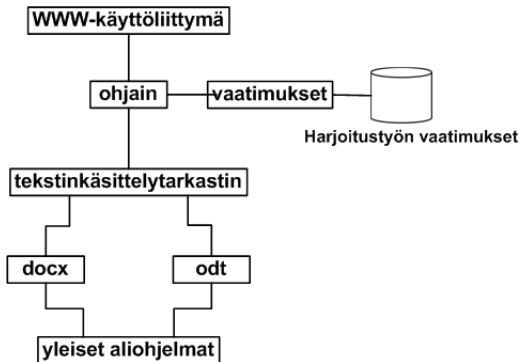 WWW-käyttöliittymä
ohjain
vaatimukset
Harjoitustyön vaatimukset
tekstinkäsittelytarkastin
docx
odt
yleiset aliohjelmat